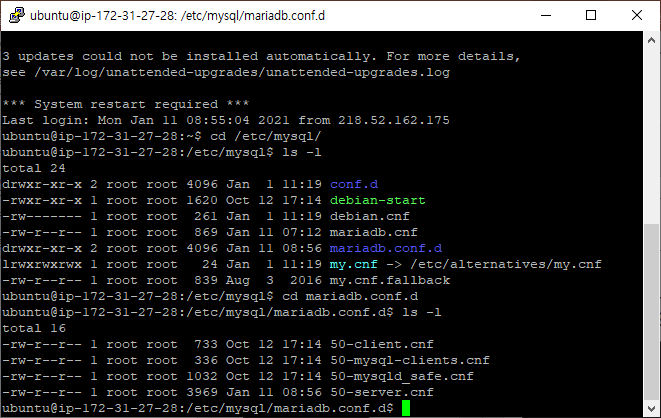 ubuntu@ip-172-31-27-28: /etc/mysql/mariadb.conf.d
3 updates could not be installed automatically. For more details,
see /var/log/unattended-upgrades/unattended-upgrades.log
*** System restart required ***
Last login: Mon Jan 11 08:55:04 2021 from 218.52.162.175
ubuntu@ip-172-31-27-28:~$ cd /etc/mysql/
ubuntu@ip-172-31-27-28:/etc/mysql$ ls -l
total 24
drwxr-xr-x 2 root root 4096 Jan  1 11:19 conf.d
-rwxr-xr-x 1 root root 1620 Oct 12 17:14 debian-start
-rw------- 1 root root  261 Jan  1 11:19 debian.cnf
-rw-r--r-- 1 root root  869 Jan 11 07:12 mariadb.cnf
drwxr-xr-x 2 root root 4096 Jan 11 08:56 mariadb.conf.d
lrwxrwxrwx 1 root root   24 Jan  1 11:19 my.cnf -> /etc/alternatives/my.cnf
-rw-r--r-- 1 root root  839 Aug  3  2016 my.cnf.fallback
ubuntu@ip-172-31-27-28:/etc/mysql$ cd mariadb.conf.d
ubuntu@ip-172-31-27-28:/etc/mysql/mariadb.conf.d$ ls -l
total 16
-rw-r--r-- 1 root root  733 Oct 12 17:14 50-client.cnf
-rw-r--r-- 1 root root  336 Oct 12 17:14 50-mysql-clients.cnf
-rw-r--r-- 1 root root 1032 Oct 12 17:14 50-mysqld_safe.cnf
-rw-r--r-- 1 root root 3969 Jan 11 08:56 50-server.cnf
ubuntu@ip-172-31-27-28:/etc/mysql/mariadb.conf.d$